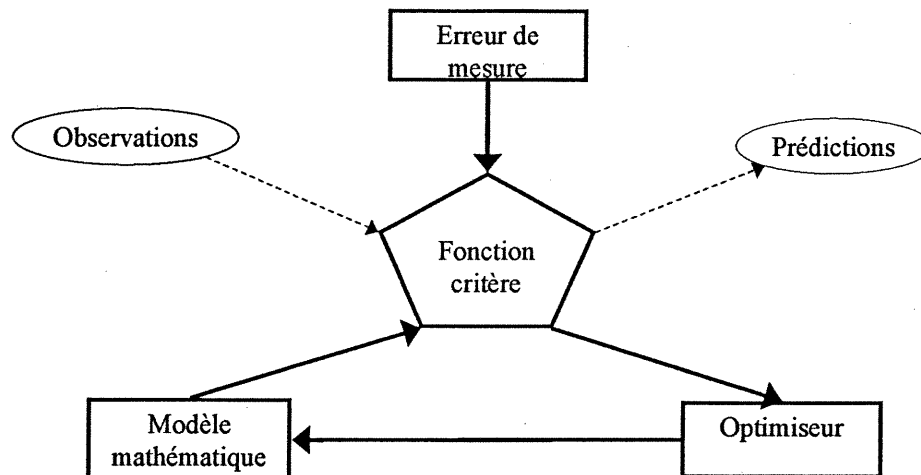 Erreur de
mesure
Observations
Prédictions
Fonction
critère
Modèle
mathématique
Optimiseur